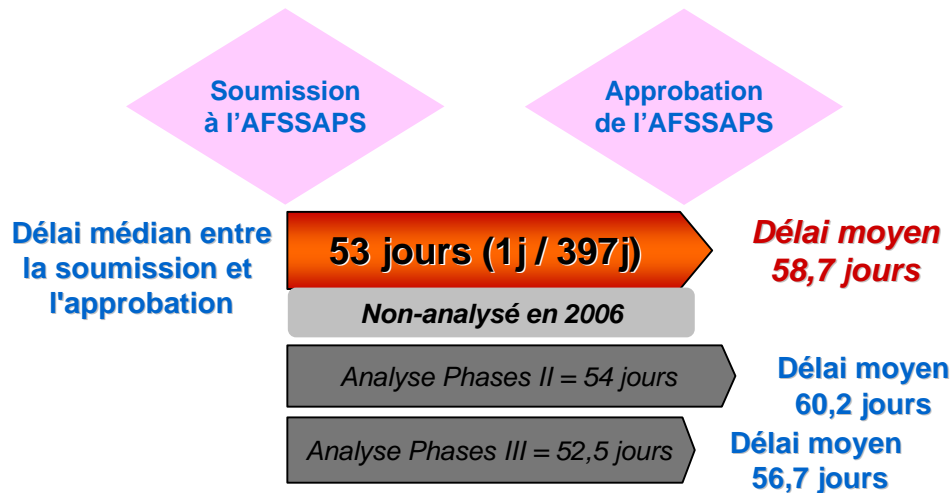 Soumission
à l'AFSSAPS
Approbation
de l'AFSSAPS
Délai médian entre
la soumission et
l'approbation
53 jours (1j / 397j)
Délai moyen
58,7 jours
Non-analysé en 2006
Analyse Phases II = 54 jours
Délai moyen
60,2 jours
Analyse Phases III = 52,5 jours
Délai moyen
56,7 jours